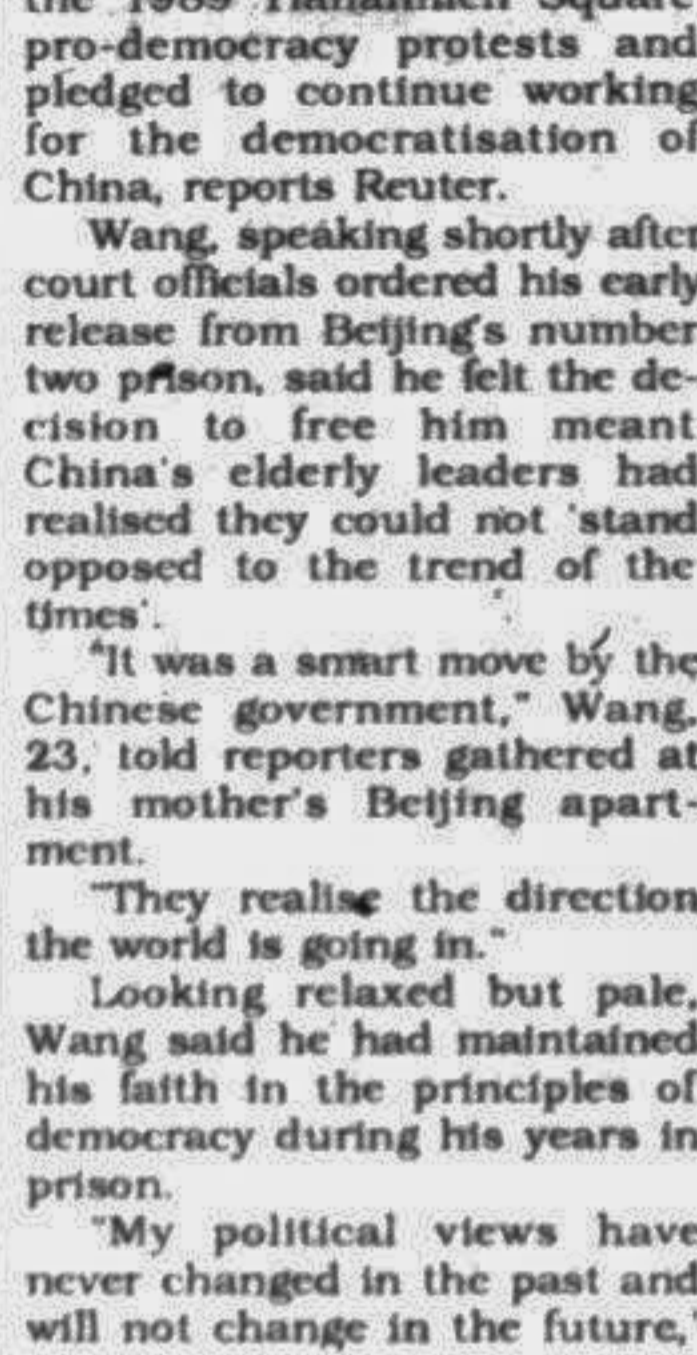 the 1989 Tiananmen Square
pro-democracy protests and
pledged to continue working
for the democratisation of
China, reports Reuter.
Wang, speaking shortly after
court officials ordered his early
release from Beijing's number
two prison, said he felt the de-
cision to free him meant
China's elderly leaders had
realised they could not 'stand
opposed to the trend of the
times'.
"It was a smart move by the
Chinese government," Wang,
23, told reporters gathered at
his mother's Beijing apart-
ment.
"They realise the direction
the world is going in."
Looking relaxed but pale,
Wang said he had maintained
his faith in the principles of
democracy during his years in
prison.
"My political views have
never changed in the past and
will not change in the future,"